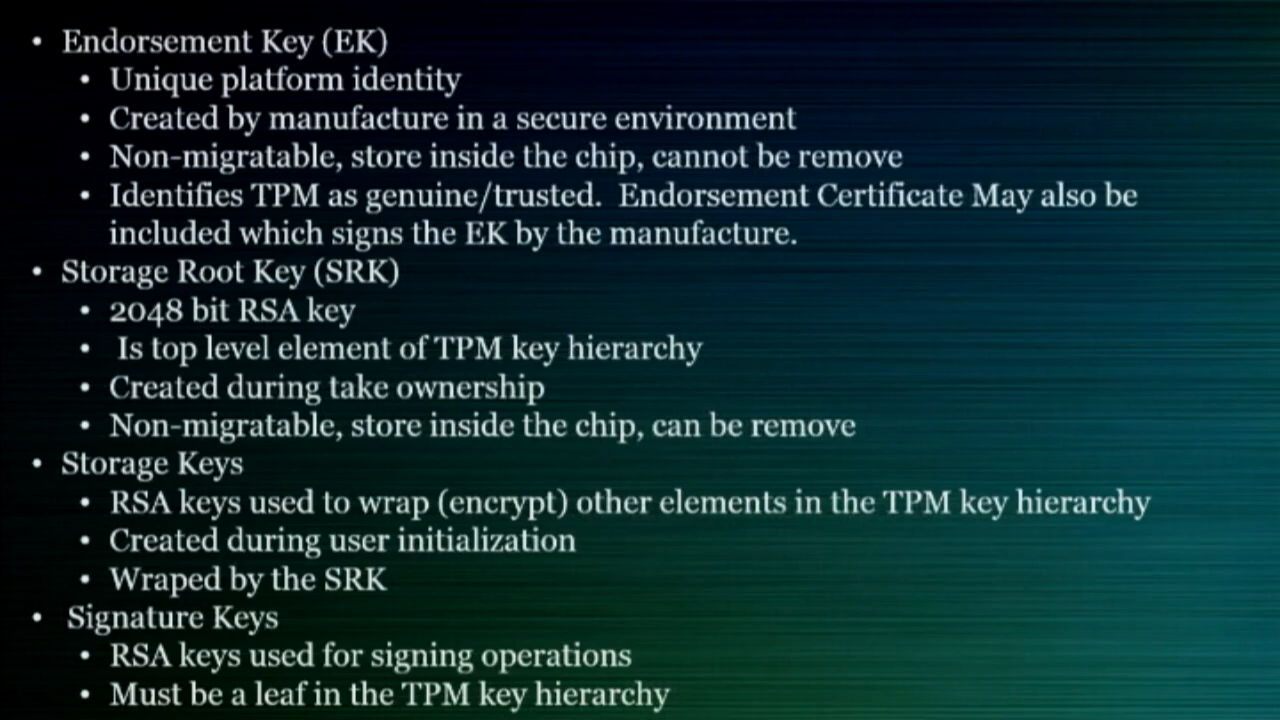 • Endorsement Key (EK)
• Unique platform identity
• Created by manufacture in a secure environment
• Non-migratable, store inside the chip, cannot be remove
• Identifies TPM as genuine/trusted.  Endorsement Certificate May also be
included which signs the EK by the manufacture.
• Storage Root Key (SRK)
• 2048 bit RSA key
• Is top level element of TPM key hierarchy
• Created during take ownership
• Non-migratable, store inside the chip, can be remove
• Storage Keys
• RSA keys used to wrap (encrypt) other elements in the TPM key hierarchy
• Created during user initialization
• Wraped by the SRK
• Signature Keys
• RSA keys used for signing operations
• Must be a leaf in the TPM key hierarchy